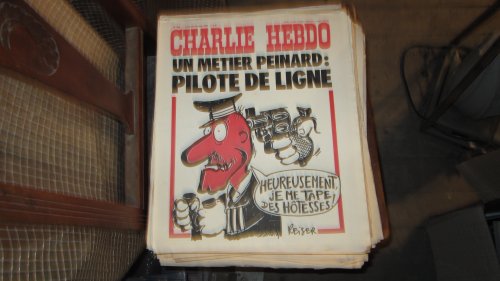 CHARLIE HEBDO
UN METIER PEINARD:
PILOTE DE LIGNE
HEUREUSEMENT,
JE ME TAPE
DES HÔTESSES!
REISER